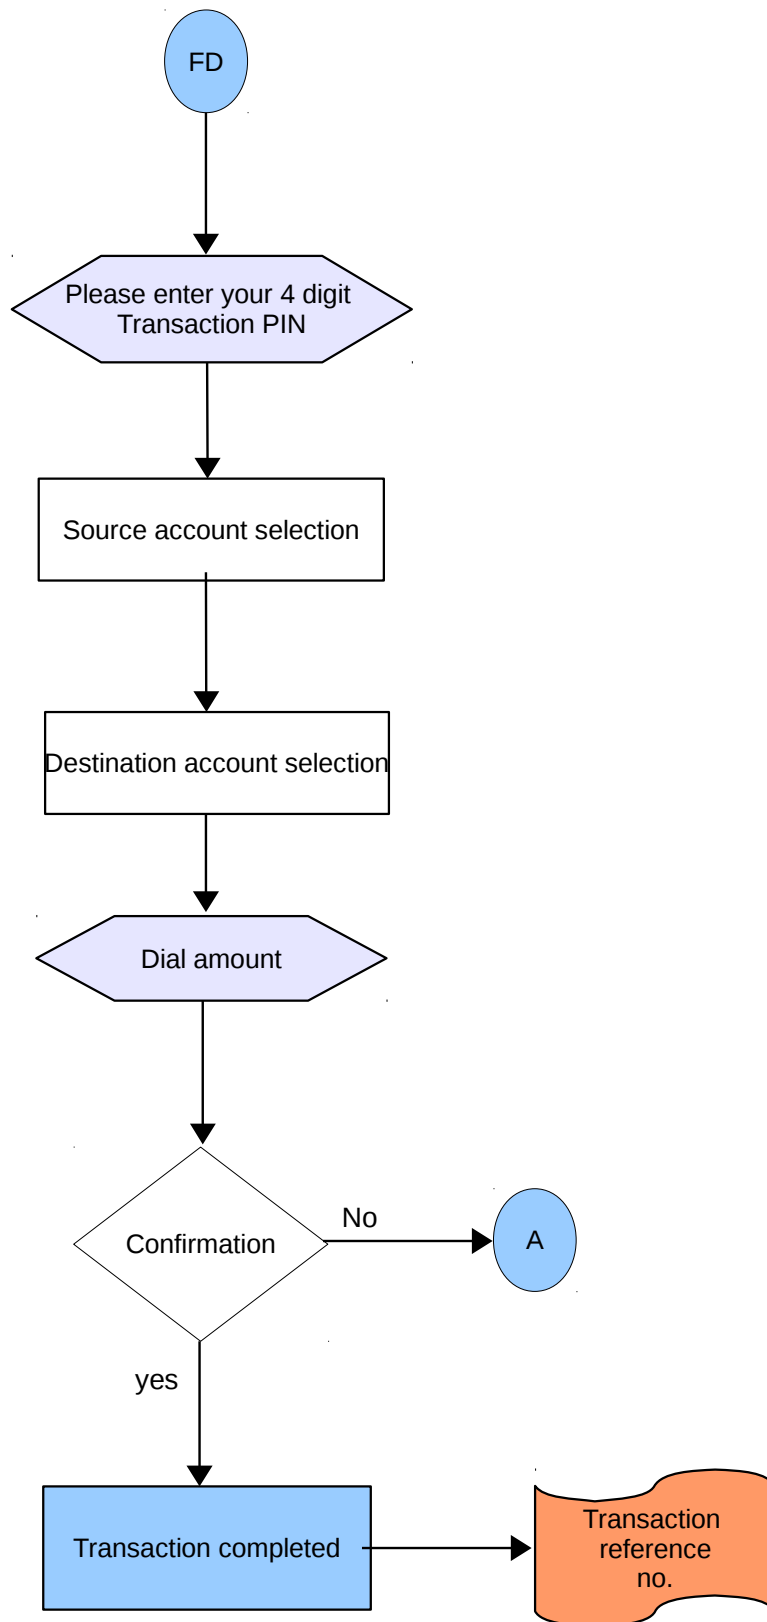 FD
Please enter your 4 digit
Transaction PIN
Source account selection
Destination account selection
Dial amount
Confirmation
No
A
yes
Transaction completed
Transaction
reference
no.